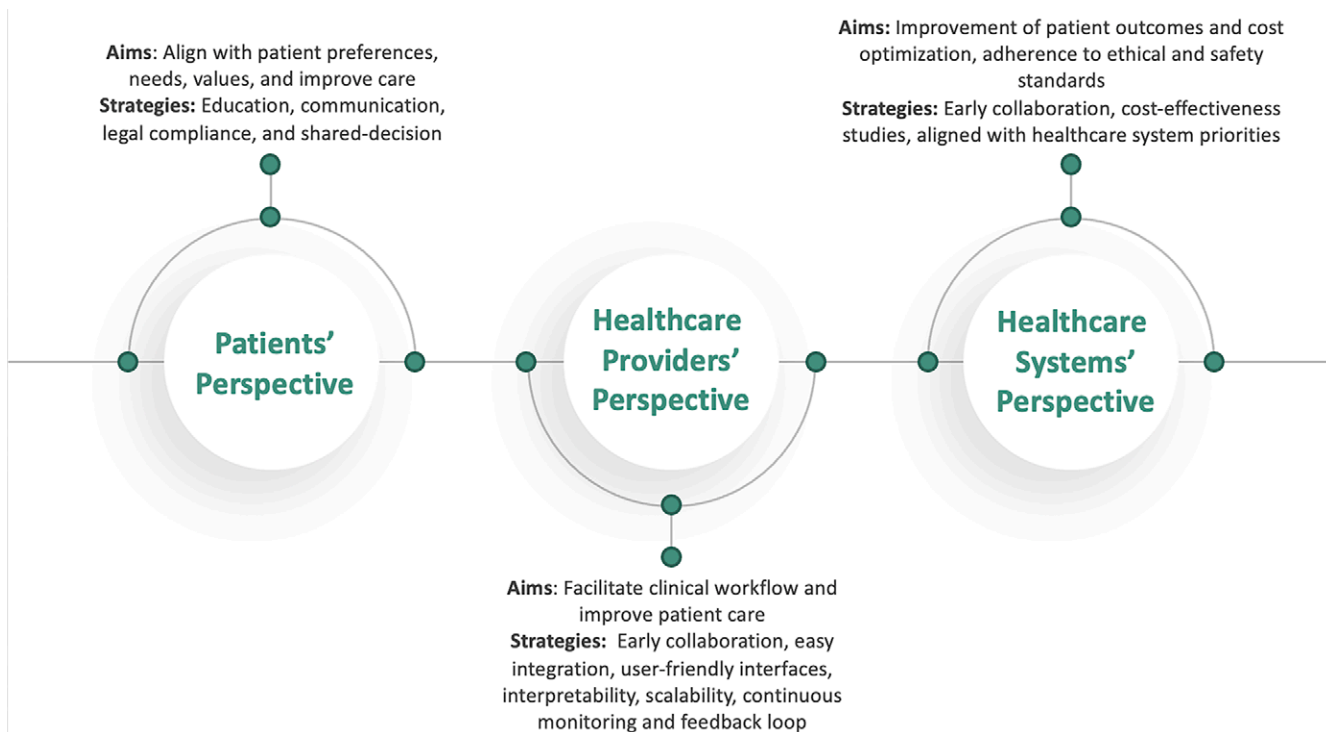 Aims: Align with patient preferences,
needs, values, and improve care
Strategies: Education, communication,
legal compliance, and shared-decision
Patients’
Perspective
Aims: Facilitate clinical workflow and
improve patient care
Strategies:  Early collaboration, easy
integration, user-friendly interfaces,
interpretability, scalability, continuous
monitoring and feedback loop
Healthcare
Providers’
Perspective
Aims: Improvement of patient outcomes and cost
optimization, adherence to ethical and safety
standards
Strategies: Early collaboration, cost-effectiveness
studies, aligned with healthcare system priorities
Healthcare
Systems’
Perspective